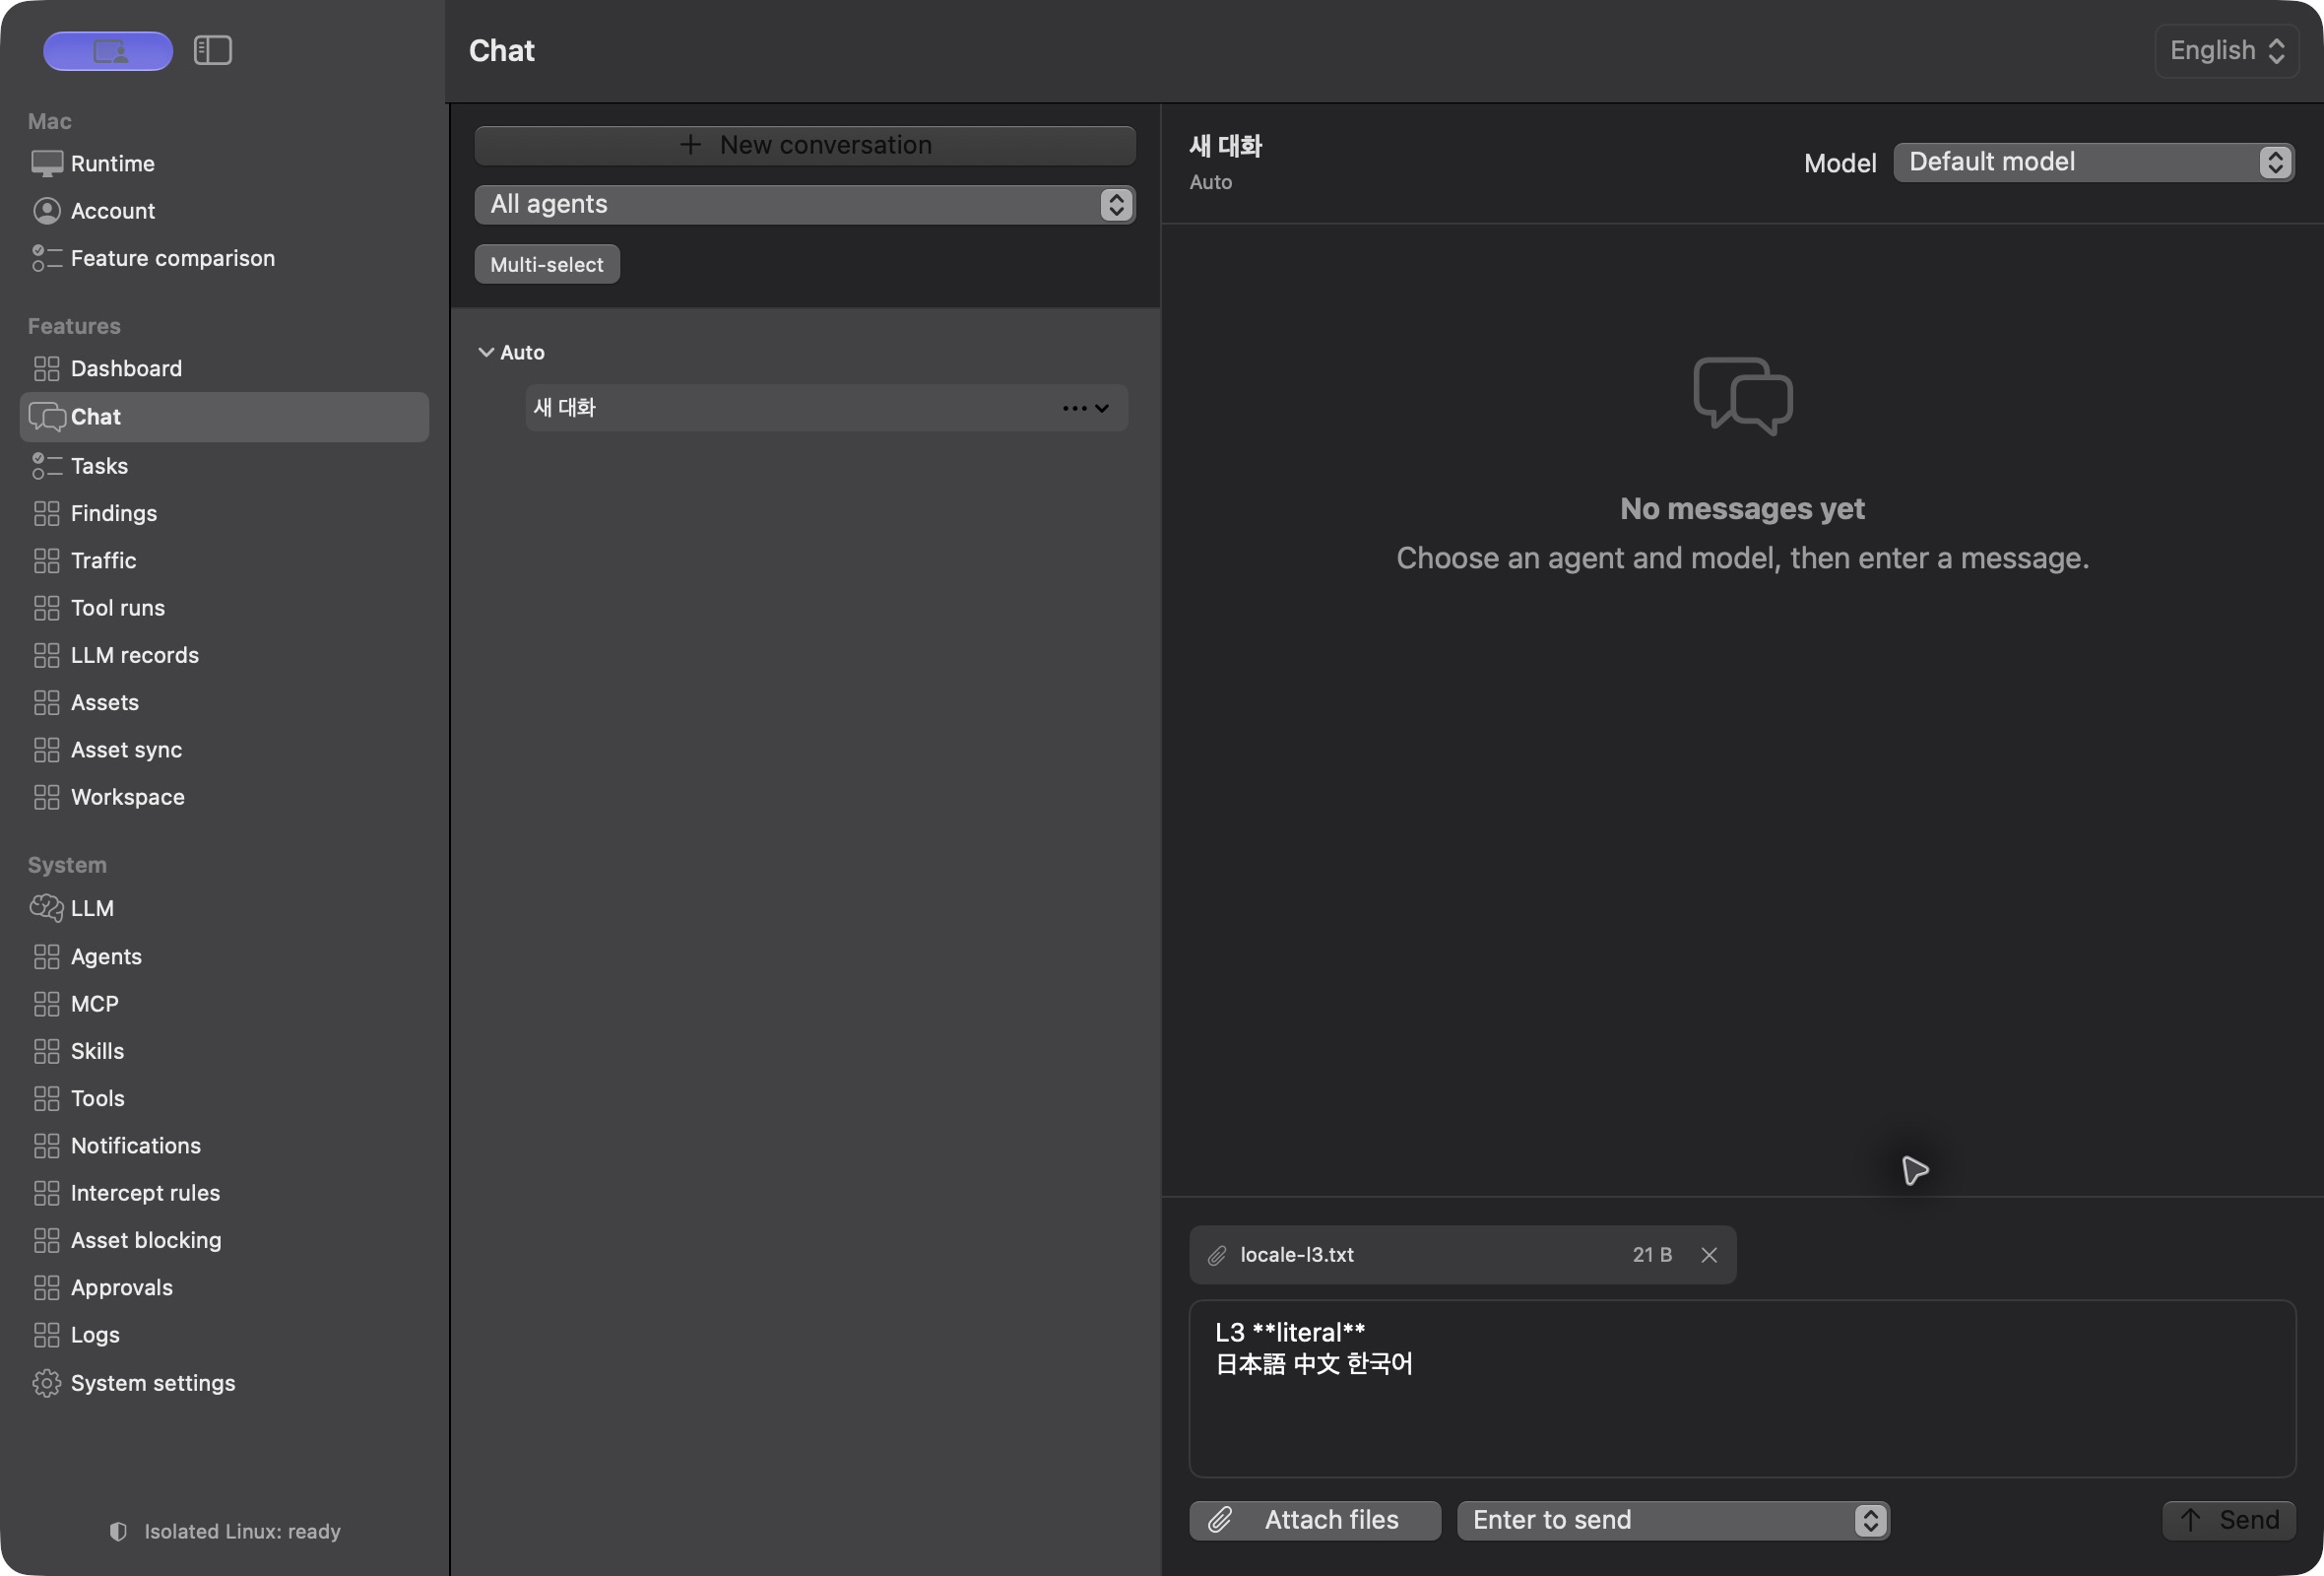 Chat
English
Mac
Runtime
Account
Feature comparison
Features
Dashboard
Chat
Tasks
Findings
Traffic
Tool runs
LLM records
Assets
Asset sync
Workspace
System
LLM
Agents
MCP
Skills
Tools
Notifications
Intercept rules
Asset blocking
Approvals
Logs
System settings
Isolated Linux: ready
New conversation
All agents
Multi-select
Auto
새 대화
새 대화
Auto
Model
Default model
No messages yet
Choose an agent and model, then enter a message.
locale-l3.txt
21 B
L3 **literal**
日本語 中文 한국어
Attach files
Enter to send
Send